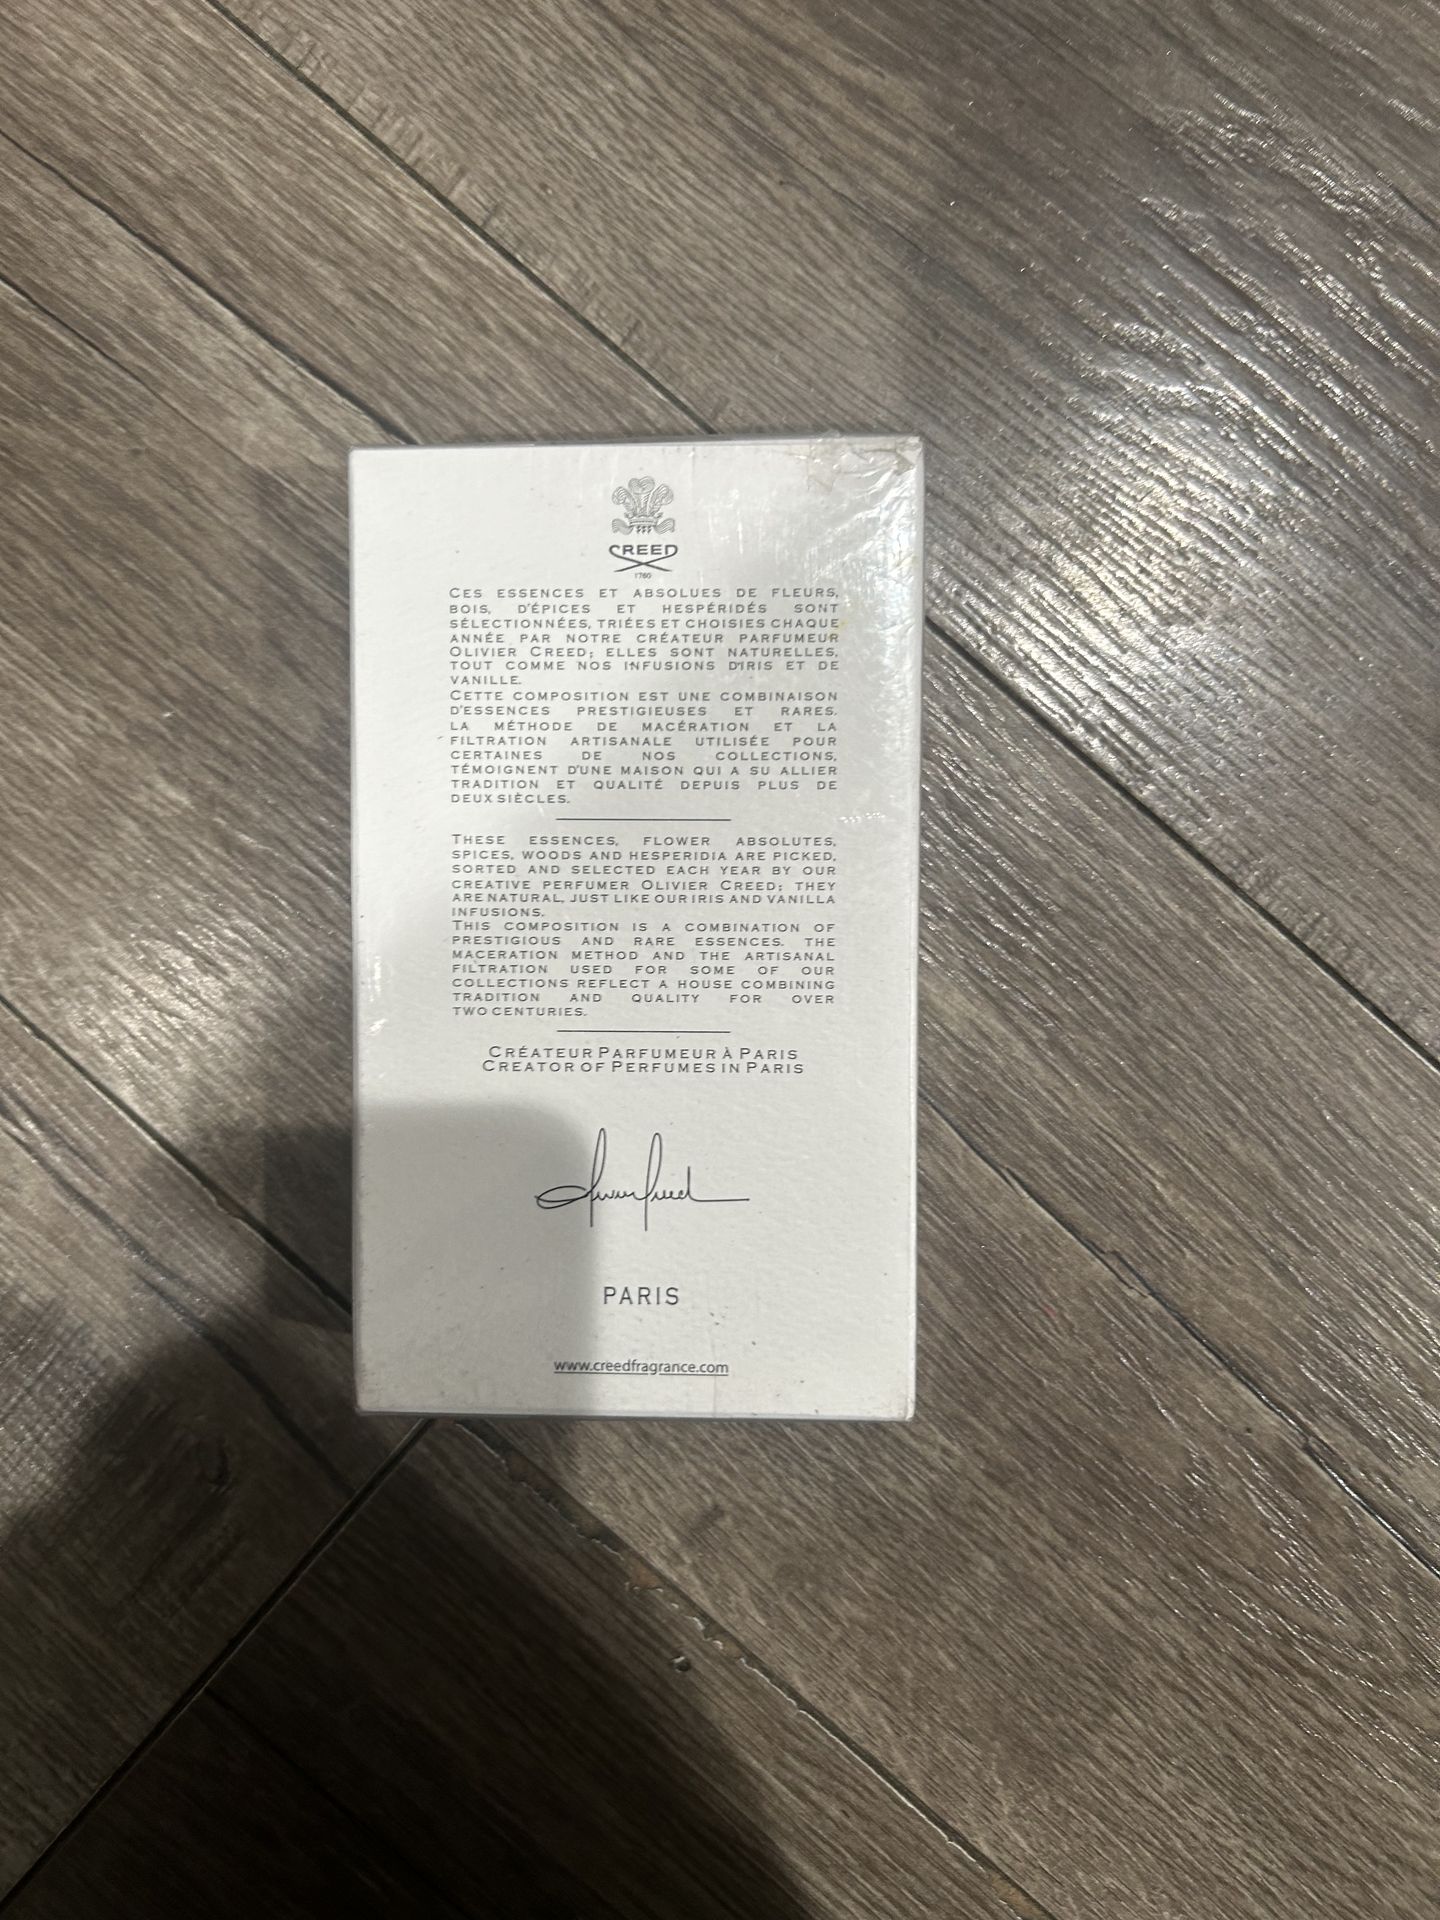 CREED
1760
CES ESSENCES ET ABSOLUES DE FLEURS,
BOIS, D'ÉPICES ET HESPÉRIDÉS SONT
SÉLECTIONNÉES, TRIÉES ET CHOISIES CHAQUE
ANNÉE PAR NOTRE CRÉATEUR PARFUMEUR
OLIVIER CREED; ELLES SONT NATURELLES,
TOUT COMME NOS INFUSIONS D'IRIS ET DE
VANILLE.
CETTE COMPOSITION EST UNE COMBINAISON
D'ESSENCES PRESTIGIEUSES ET RARES.
LA MÉTHODE DE MACÉRATION ET LA
FILTRATION ARTISANALE UTILISÉE POUR
CERTAINES DE NOS COLLECTIONS,
TÉMOIGNENT D'UNE MAISON QUI A SU ALLIER
TRADITION ET QUALITÉ DEPUIS PLUS DE
DEUX SIÈCLES.
THESE ESSENCES, FLOWER ABSOLUTES,
SPICES, WOODS AND HESPERIDIA ARE PICKED,
SORTED AND SELECTED EACH YEAR BY OUR
CREATIVE PERFUMER OLIVIER CREED; THEY
ARE NATURAL, JUST LIKE OUR IRIS AND VANILLA
INFUSIONS.
THIS COMPOSITION IS A COMBINATION OF
PRESTIGIOUS AND RARE ESSENCES. THE
MACERATION METHOD AND THE ARTISANAL
FILTRATION USED FOR SOME OF OUR
COLLECTIONS REFLECT A HOUSE COMBINING
TRADITION AND QUALITY FOR OVER
TWO CENTURIES.
CRÉATEUR PARFUMEUR À PARIS
CREATOR OF PERFUMES IN PARIS
Olivier Creed
PARIS
www.creedfragrance.com